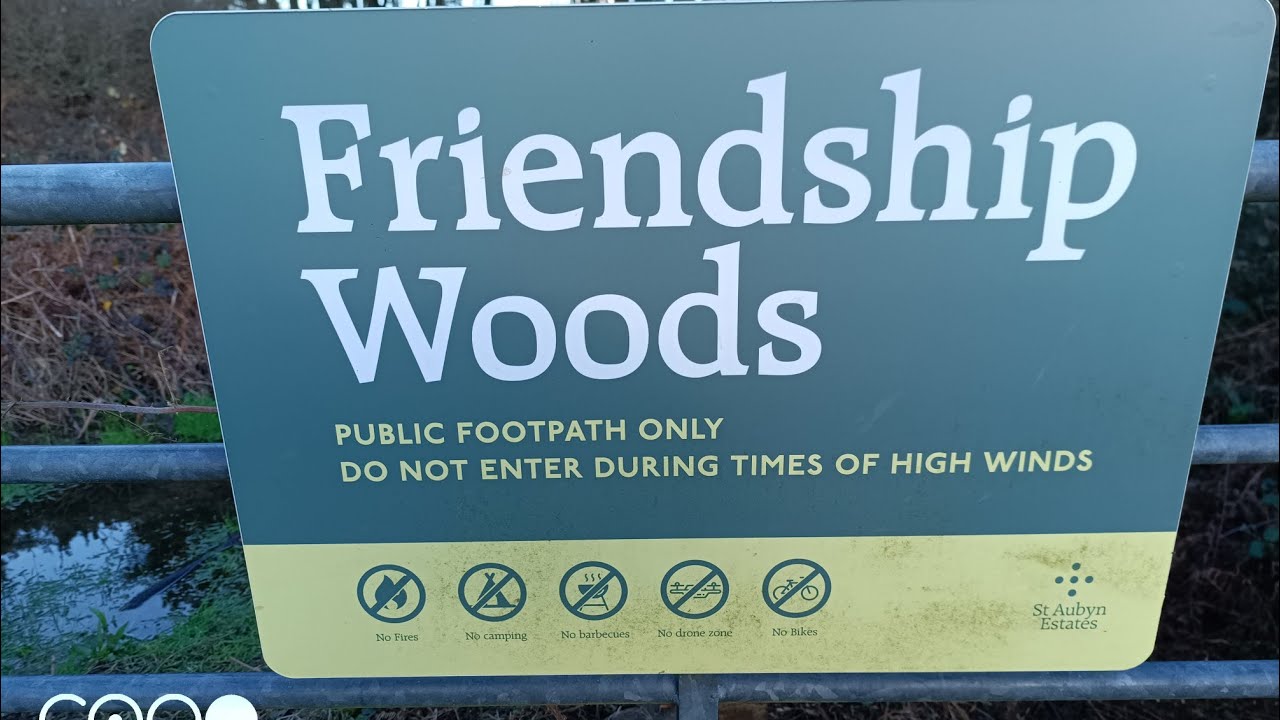 Friendship
Woods
PUBLIC FOOTPATH ONLY
DO NOT ENTER DURING TIMES OF HIGH WINDS
No Fires
No camping
No barbecues
No drone zone
No Bikes
St Aubyn
Estates